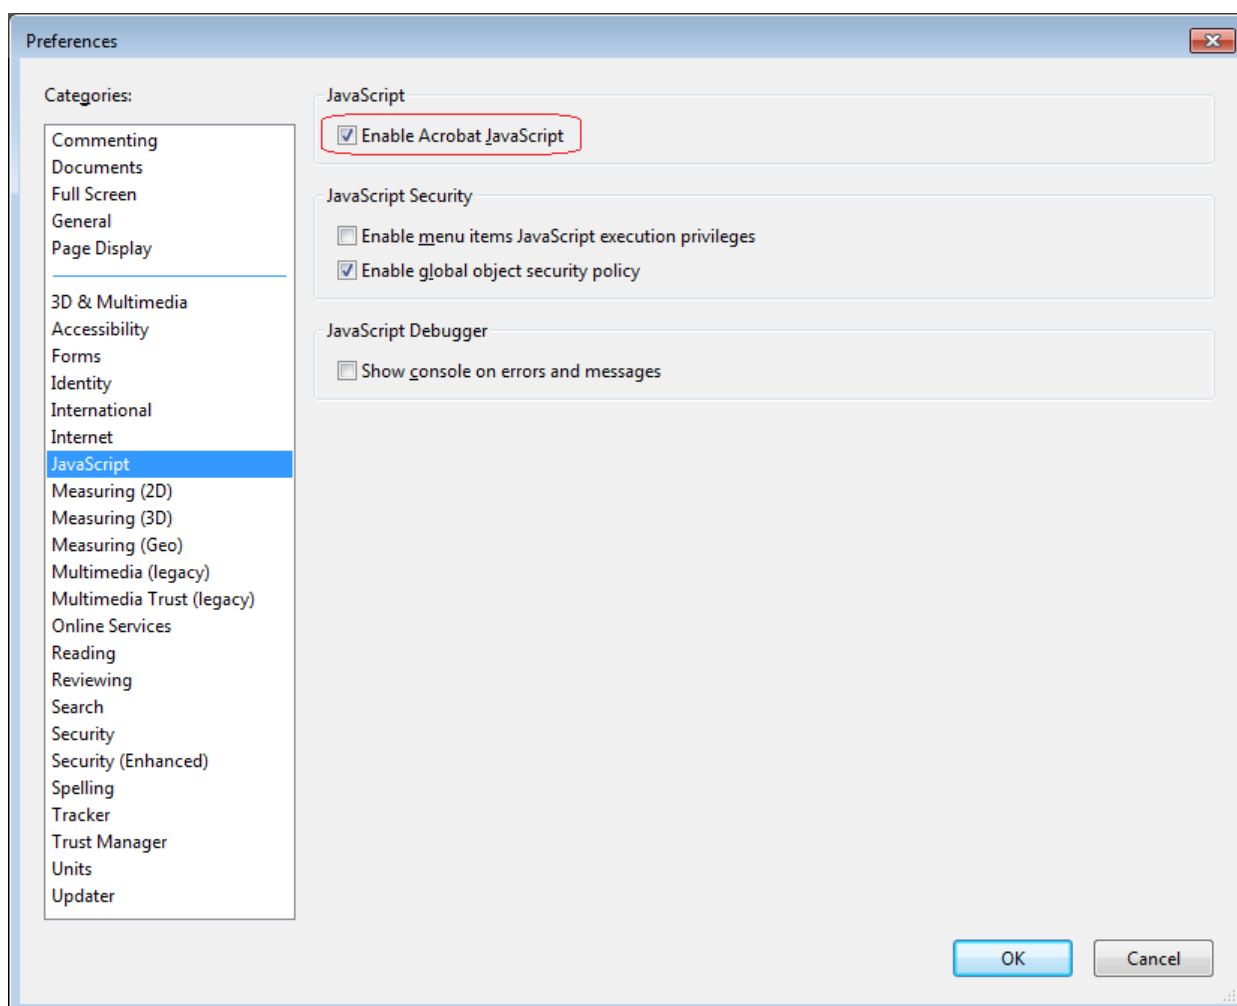 Preferences
Categories:
Commenting
Documents
Full Screen
General
Page Display
3D & Multimedia
Accessibility
Forms
Identity
International
Internet
JavaScript
Measuring (2D)
Measuring (3D)
Measuring (Geo)
Multimedia (legacy)
Multimedia Trust (legacy)
Online Services
Reading
Reviewing
Search
Security
Security (Enhanced)
Spelling
Tracker
Trust Manager
Units
Updater
JavaScript
Enable Acrobat JavaScript
JavaScript Security
Enable menu items JavaScript execution privileges
Enable global object security policy
JavaScript Debugger
Show console on errors and messages
OK
Cancel